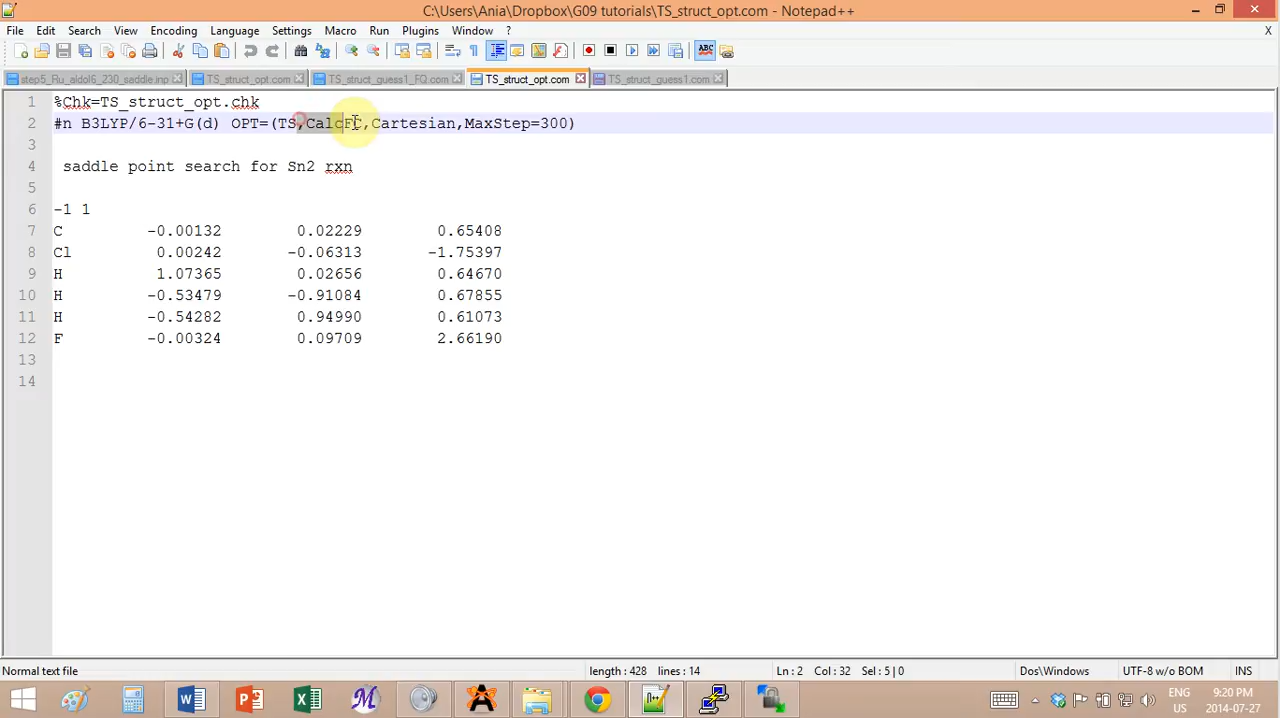 C:\Users\Ania\Dropbox\G09 tutorials\TS_struct_opt.com - Notepad++
File Edit Search View Encoding Language Settings Macro Run Plugins Window ? X
step5_Ru_aldol6_230_saddle.inp TS_struct_opt.com TS_struct_guess1_FQ.com TS_struct_opt.com TS_struct_guess1.com
1 %Chk=TS_struct_opt.chk
2 #n B3LYP/6-31+G(d) OPT=(TS,CalcFC,Cartesian,MaxStep=300)
3
4 saddle point search for Sn2 rxn
5
6 -1 1
7 C -0.00132 0.02229 0.65408
8 Cl 0.00242 -0.06313 -1.75397
9 H 1.07365 0.02656 0.64670
10 H -0.53479 -0.91084 0.67855
11 H -0.54282 0.94990 0.61073
12 F -0.00324 0.09709 2.66190
13
14
Normal text file length : 428 lines : 14 Ln : 2 Col : 32 Sel : 5 | 0 Dos\Windows UTF-8 w/o BOM INS
ENG 9:20 PM
US 2014-07-27